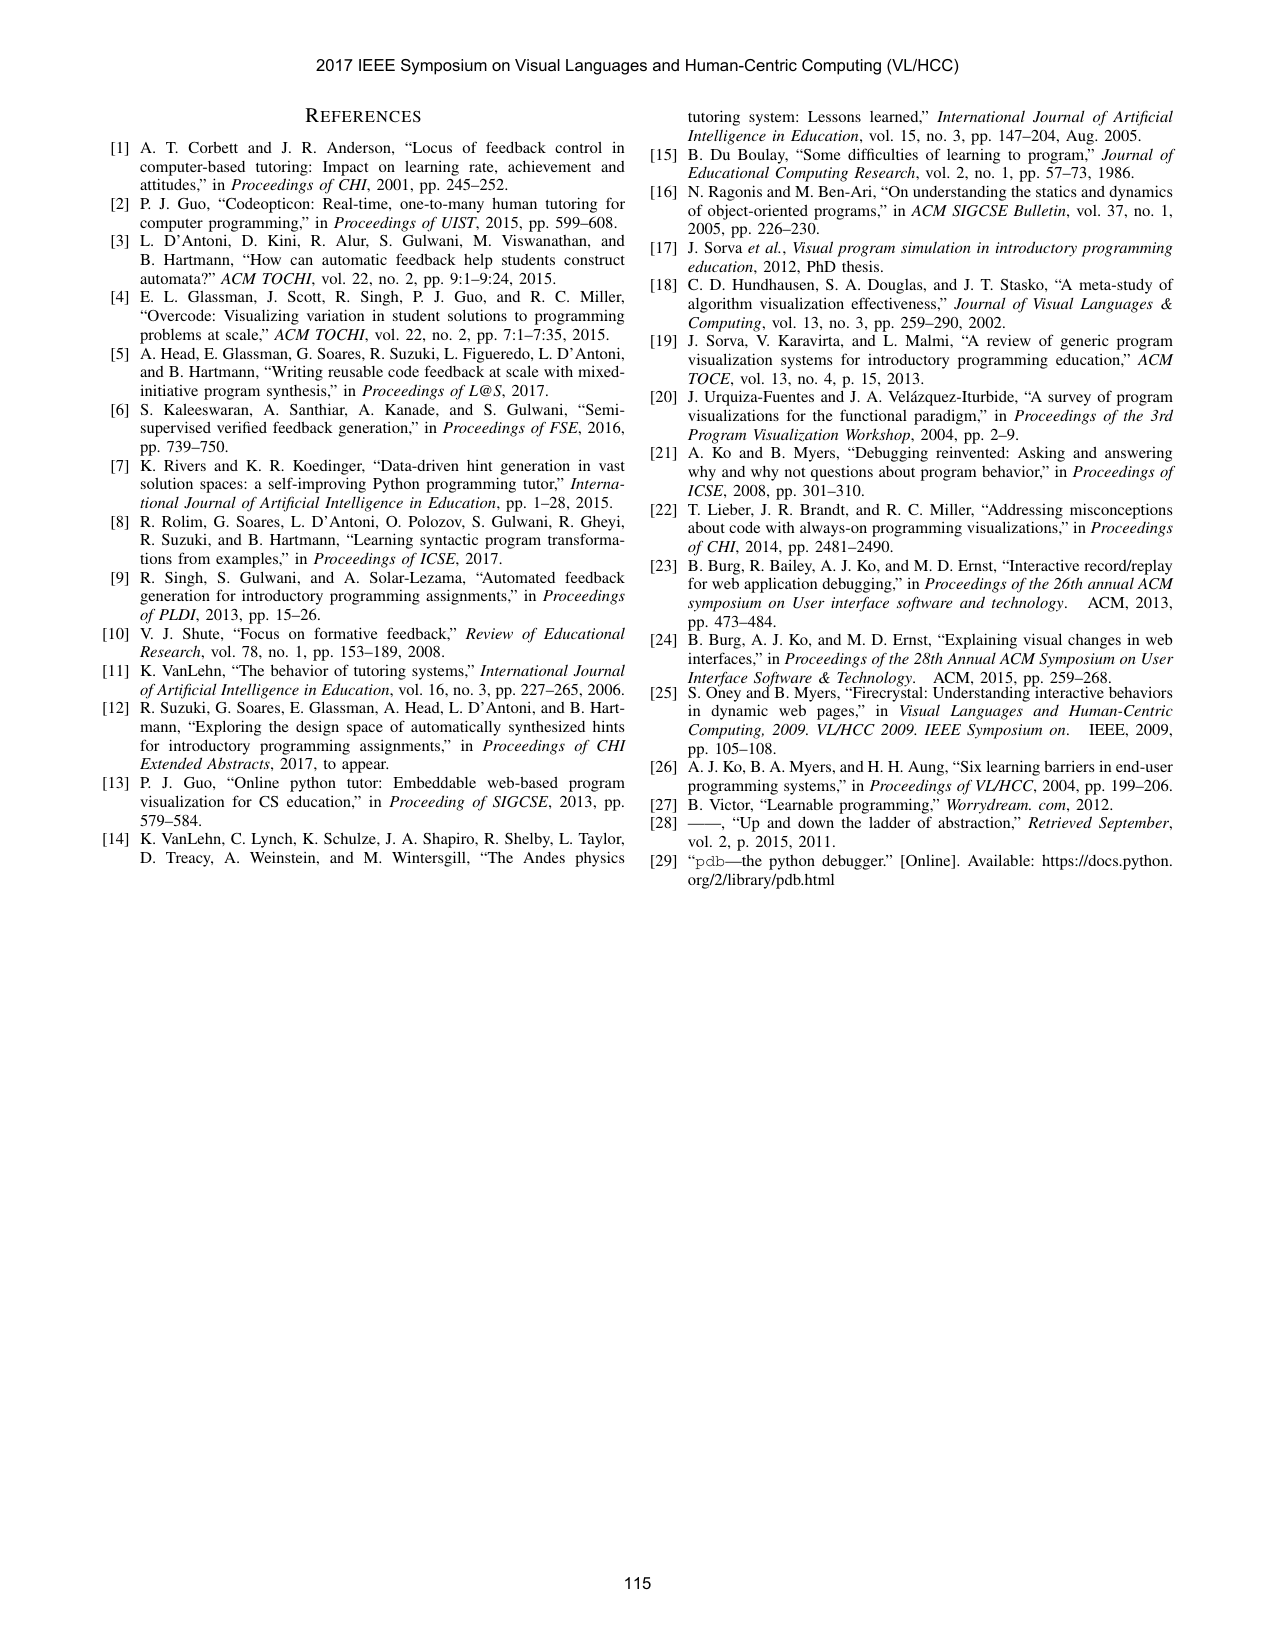 2017 IEEE Symposium on Visual Languages and Human-Centric Computing (VL/HCC)
REFERENCES
[1] A. T. Corbett and J. R. Anderson, “Locus of feedback control in
computer-based tutoring: Impact on learning rate, achievement and
attitudes,” in Proceedings of CHI, 2001, pp. 245–252.
[2] P. J. Guo, “Codeopticon: Real-time, one-to-many human tutoring for
computer programming,” in Proceedings of UIST, 2015, pp. 599–608.
[3] L. D’Antoni, D. Kini, R. Alur, S. Gulwani, M. Viswanathan, and
B. Hartmann, “How can automatic feedback help students construct
automata?” ACM TOCHI, vol. 22, no. 2, pp. 9:1–9:24, 2015.
[4] E. L. Glassman, J. Scott, R. Singh, P. J. Guo, and R. C. Miller,
“Overcode: Visualizing variation in student solutions to programming
problems at scale,” ACM TOCHI, vol. 22, no. 2, pp. 7:1–7:35, 2015.
[5] A. Head, E. Glassman, G. Soares, R. Suzuki, L. Figueredo, L. D’Antoni,
and B. Hartmann, “Writing reusable code feedback at scale with mixed-
initiative program synthesis,” in Proceedings of L@S, 2017.
[6] S. Kaleeswaran, A. Santhiar, A. Kanade, and S. Gulwani, “Semi-
supervised verified feedback generation,” in Proceedings of FSE, 2016,
pp. 739–750.
[7] K. Rivers and K. R. Koedinger, “Data-driven hint generation in vast
solution spaces: a self-improving Python programming tutor,” Interna-
tional Journal of Artificial Intelligence in Education, pp. 1–28, 2015.
[8] R. Rolim, G. Soares, L. D’Antoni, O. Polozov, S. Gulwani, R. Gheyi,
R. Suzuki, and B. Hartmann, “Learning syntactic program transforma-
tions from examples,” in Proceedings of ICSE, 2017.
[9] R. Singh, S. Gulwani, and A. Solar-Lezama, “Automated feedback
generation for introductory programming assignments,” in Proceedings
of PLDI, 2013, pp. 15–26.
[10] V. J. Shute, “Focus on formative feedback,” Review of Educational
Research, vol. 78, no. 1, pp. 153–189, 2008.
[11] K. VanLehn, “The behavior of tutoring systems,” International Journal
of Artificial Intelligence in Education, vol. 16, no. 3, pp. 227–265, 2006.
[12] R. Suzuki, G. Soares, E. Glassman, A. Head, L. D’Antoni, and B. Hart-
mann, “Exploring the design space of automatically synthesized hints
for introductory programming assignments,” in Proceedings of CHI
Extended Abstracts, 2017, to appear.
[13] P. J. Guo, “Online python tutor: Embeddable web-based program
visualization for CS education,” in Proceeding of SIGCSE, 2013, pp.
579–584.
[14] K. VanLehn, C. Lynch, K. Schulze, J. A. Shapiro, R. Shelby, L. Taylor,
D. Treacy, A. Weinstein, and M. Wintersgill, “The Andes physics
tutoring system: Lessons learned,” International Journal of Artificial
Intelligence in Education, vol. 15, no. 3, pp. 147–204, Aug. 2005.
[15] B. Du Boulay, “Some difficulties of learning to program,” Journal of
Educational Computing Research, vol. 2, no. 1, pp. 57–73, 1986.
[16] N. Ragonis and M. Ben-Ari, “On understanding the statics and dynamics
of object-oriented programs,” in ACM SIGCSE Bulletin, vol. 37, no. 1,
2005, pp. 226–230.
[17] J. Sorva et al., Visual program simulation in introductory programming
education, 2012, PhD thesis.
[18] C. D. Hundhausen, S. A. Douglas, and J. T. Stasko, “A meta-study of
algorithm visualization effectiveness,” Journal of Visual Languages &
Computing, vol. 13, no. 3, pp. 259–290, 2002.
[19] J. Sorva, V. Karavirta, and L. Malmi, “A review of generic program
visualization systems for introductory programming education,” ACM
TOCE, vol. 13, no. 4, p. 15, 2013.
[20] J. Urquiza-Fuentes and J. A. Velázquez-Iturbide, “A survey of program
visualizations for the functional paradigm,” in Proceedings of the 3rd
Program Visualization Workshop, 2004, pp. 2–9.
[21] A. Ko and B. Myers, “Debugging reinvented: Asking and answering
why and why not questions about program behavior,” in Proceedings of
ICSE, 2008, pp. 301–310.
[22] T. Lieber, J. R. Brandt, and R. C. Miller, “Addressing misconceptions
about code with always-on programming visualizations,” in Proceedings
of CHI, 2014, pp. 2481–2490.
[23] B. Burg, R. Bailey, A. J. Ko, and M. D. Ernst, “Interactive record/replay
for web application debugging,” in Proceedings of the 26th annual ACM
symposium on User interface software and technology. ACM, 2013,
pp. 473–484.
[24] B. Burg, A. J. Ko, and M. D. Ernst, “Explaining visual changes in web
interfaces,” in Proceedings of the 28th Annual ACM Symposium on User
Interface Software & Technology. ACM, 2015, pp. 259–268.
[25] S. Oney and B. Myers, “Firecrystal: Understanding interactive behaviors
in dynamic web pages,” in Visual Languages and Human-Centric
Computing, 2009. VL/HCC 2009. IEEE Symposium on. IEEE, 2009,
pp. 105–108.
[26] A. J. Ko, B. A. Myers, and H. H. Aung, “Six learning barriers in end-user
programming systems,” in Proceedings of VL/HCC, 2004, pp. 199–206.
[27] B. Victor, “Learnable programming,” Worrydream. com, 2012.
[28] ——, “Up and down the ladder of abstraction,” Retrieved September,
vol. 2, p. 2015, 2011.
[29] “pdb—the python debugger.” [Online]. Available: https://docs.python.
org/2/library/pdb.html
115